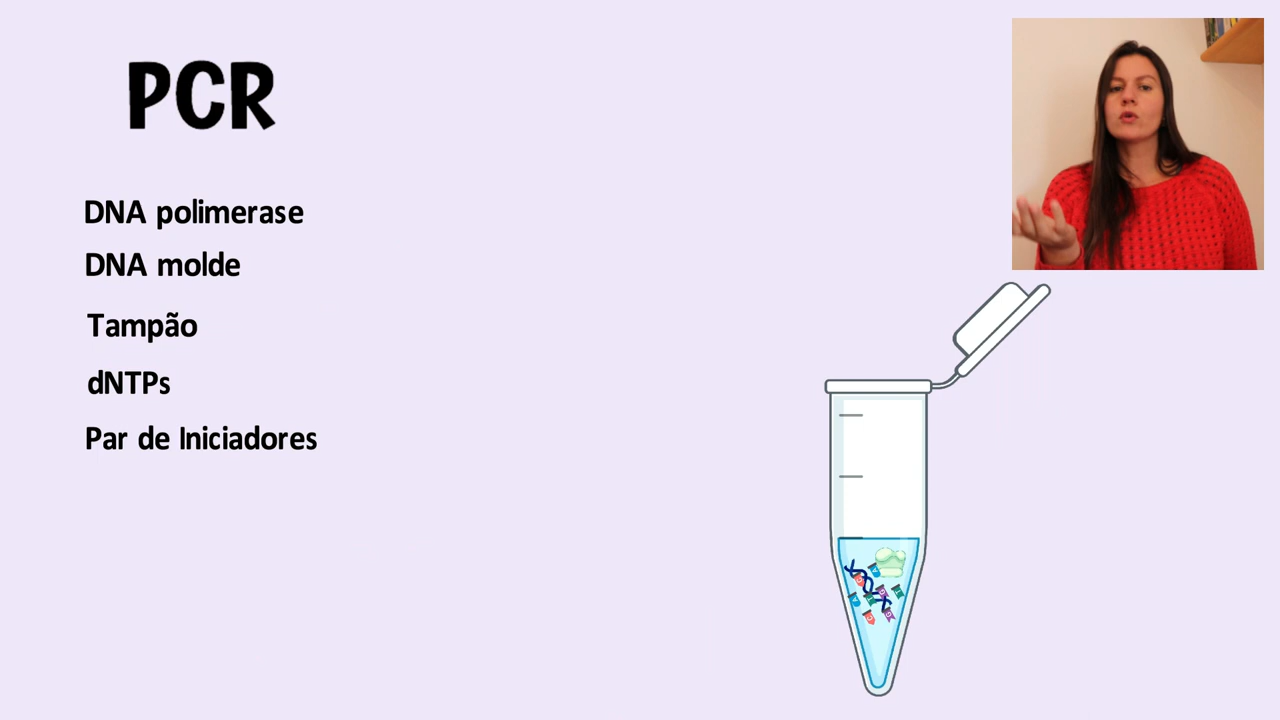 PCR
DNA polimerase
DNA molde
Tampão
dNTPs
Par de Iniciadores